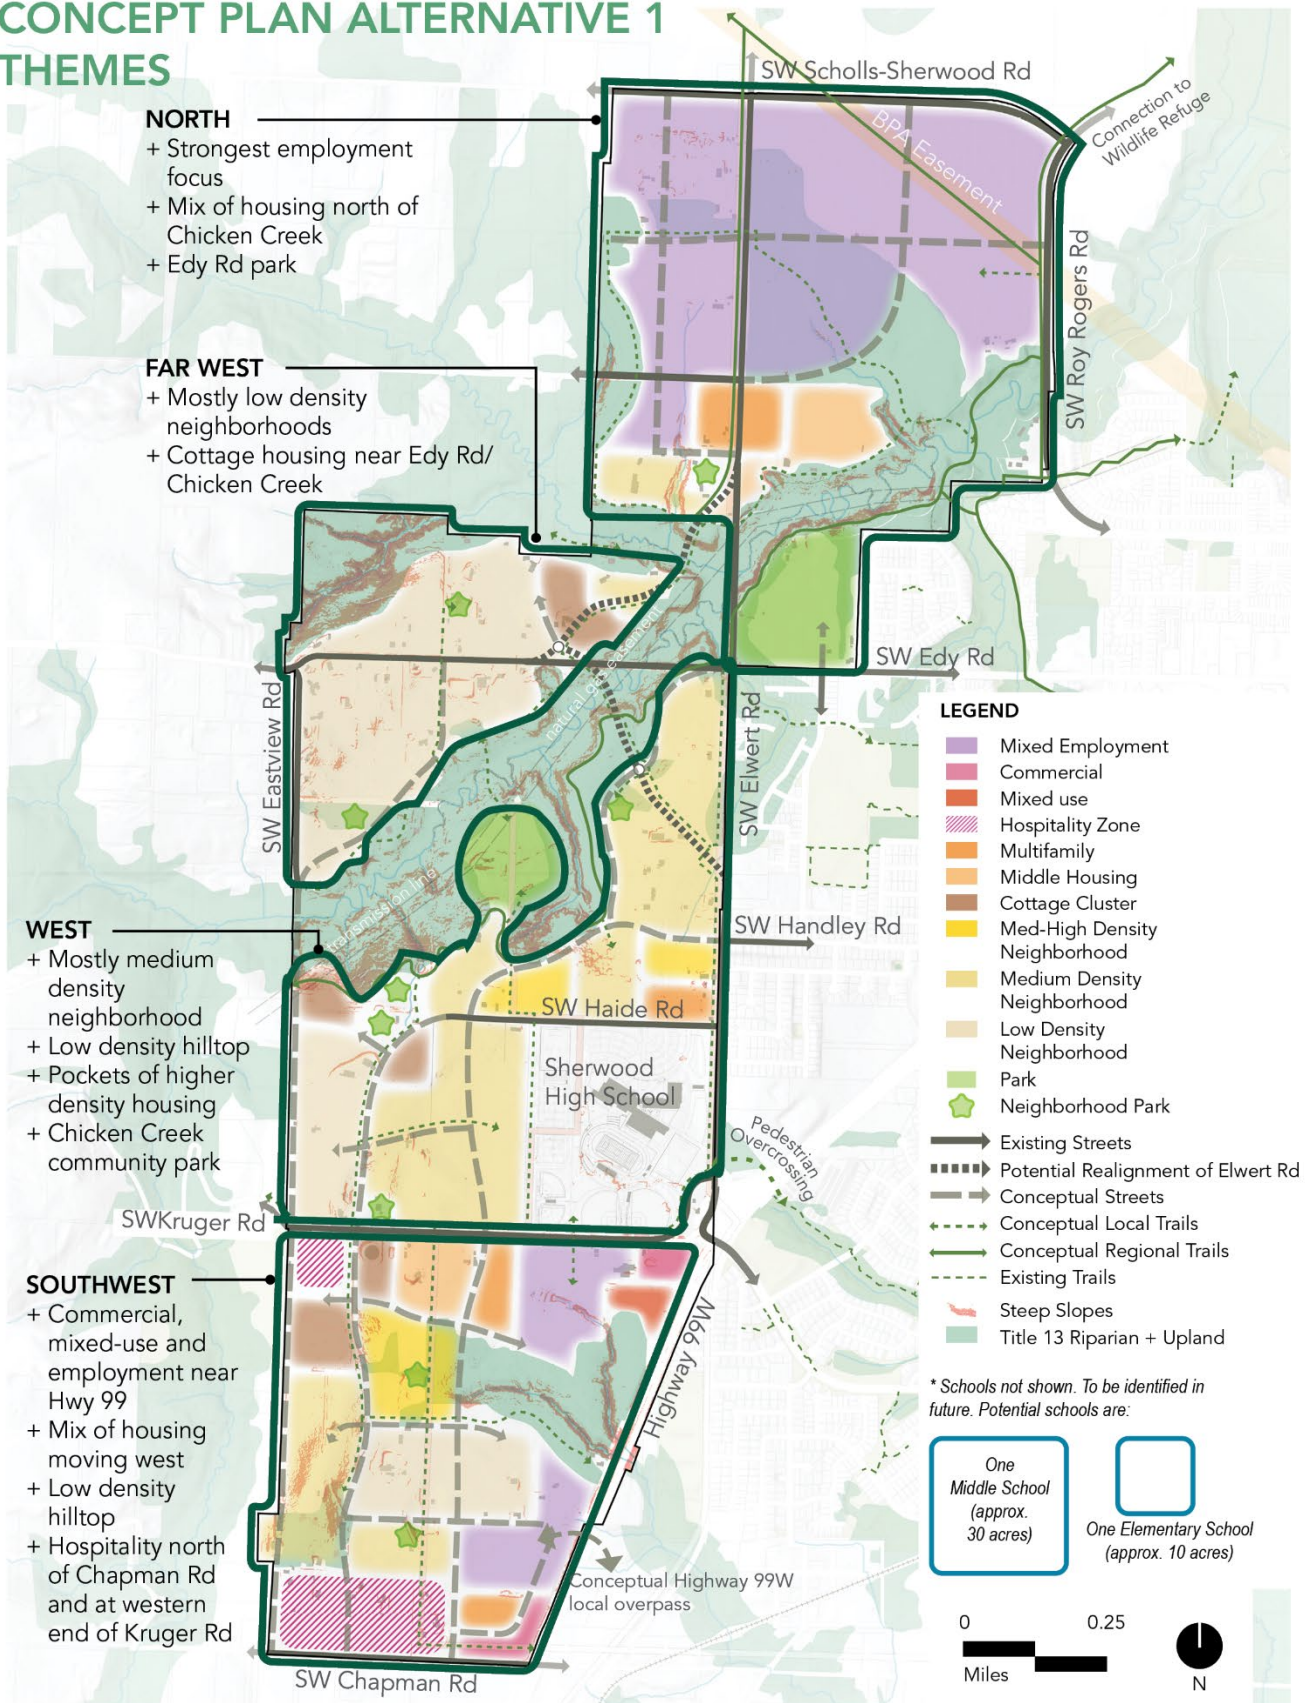 CONCEPT PLAN ALTERNATIVE 1
THEMES
NORTH
+ Strongest employment
focus
+ Mix of housing north of
Chicken Creek
+ Edy Rd park
FAR WEST
+ Mostly low density
neighborhoods
+ Cottage housing near Edy Rd/
Chicken Creek
WEST
+ Mostly medium
density
neighborhood
+ Low density hilltop
+ Pockets of higher
density housing
+ Chicken Creek
community park
SOUTHWEST
+ Commercial,
mixed-use and
employment near
Hwy 99
+ Mix of housing
moving west
+ Low density
hilltop
+ Hospitality north
of Chapman Rd
and at western
end of Kruger Rd
SW Scholls-Sherwood Rd
BPA Easement
Connection to
Wildlife Refuge
SW Roy Rogers Rd
SW Edy Rd
natural gas easement
SW Eastview Rd
SW Elwert Rd
transmission line
SW Handley Rd
SW Haide Rd
Sherwood
High School
Pedestrian
Overcrossing
SWKruger Rd
Highway 99W
Conceptual Highway 99W
local overpass
SW Chapman Rd
LEGEND
Mixed Employment
Commercial
Mixed use
Hospitality Zone
Multifamily
Middle Housing
Cottage Cluster
Med-High Density
Neighborhood
Medium Density
Neighborhood
Low Density
Neighborhood
Park
Neighborhood Park
Existing Streets
Potential Realignment of Elwert Rd
Conceptual Streets
Conceptual Local Trails
Conceptual Regional Trails
Existing Trails
Steep Slopes
Title 13 Riparian + Upland
* Schools not shown. To be identified in
future. Potential schools are:
One
Middle School
(approx.
30 acres)
One Elementary School
(approx. 10 acres)
0 0.25
Miles
N